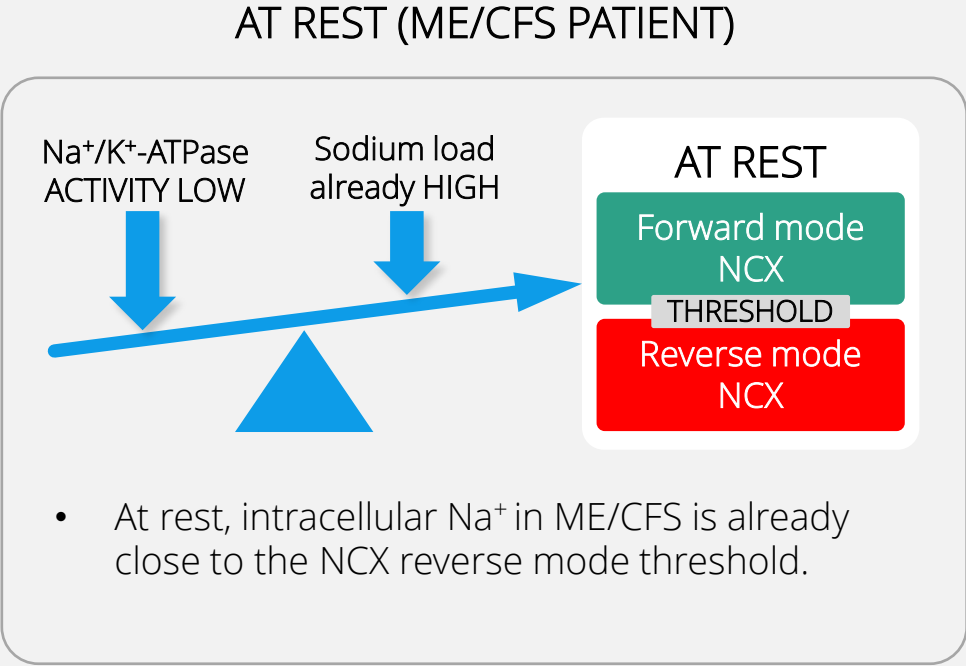 AT REST (ME/CFS PATIENT)
Na⁺/K⁺-ATPase
ACTIVITY LOW
Sodium load
already HIGH
AT REST
Forward mode
NCX
THRESHOLD
Reverse mode
NCX
• At rest, intracellular Na⁺ in ME/CFS is already
close to the NCX reverse mode threshold.